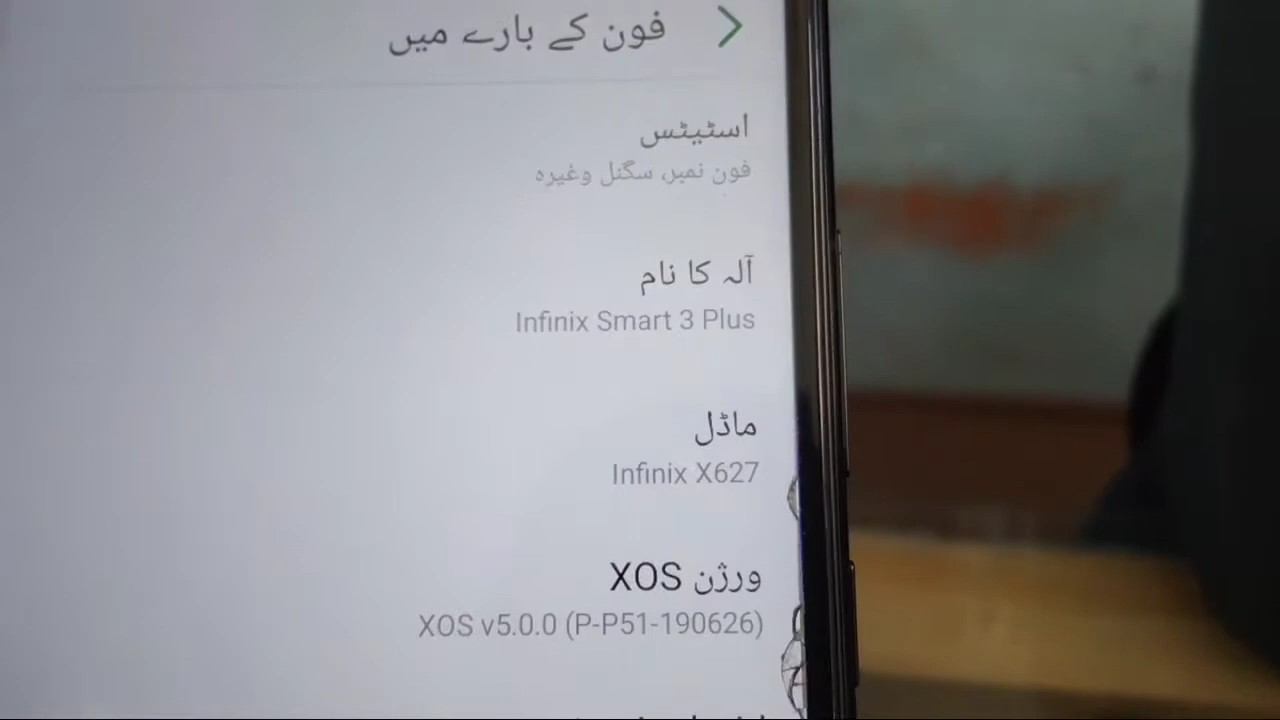 فون کے بارے میں
اسٹیٹس
فون نمبر، سگنل وغیرہ
آلہ کا نام
Infinix Smart 3 Plus
ماڈل
Infinix X627
ورژن XOS
XOS v5.0.0 (P-P51-190626)